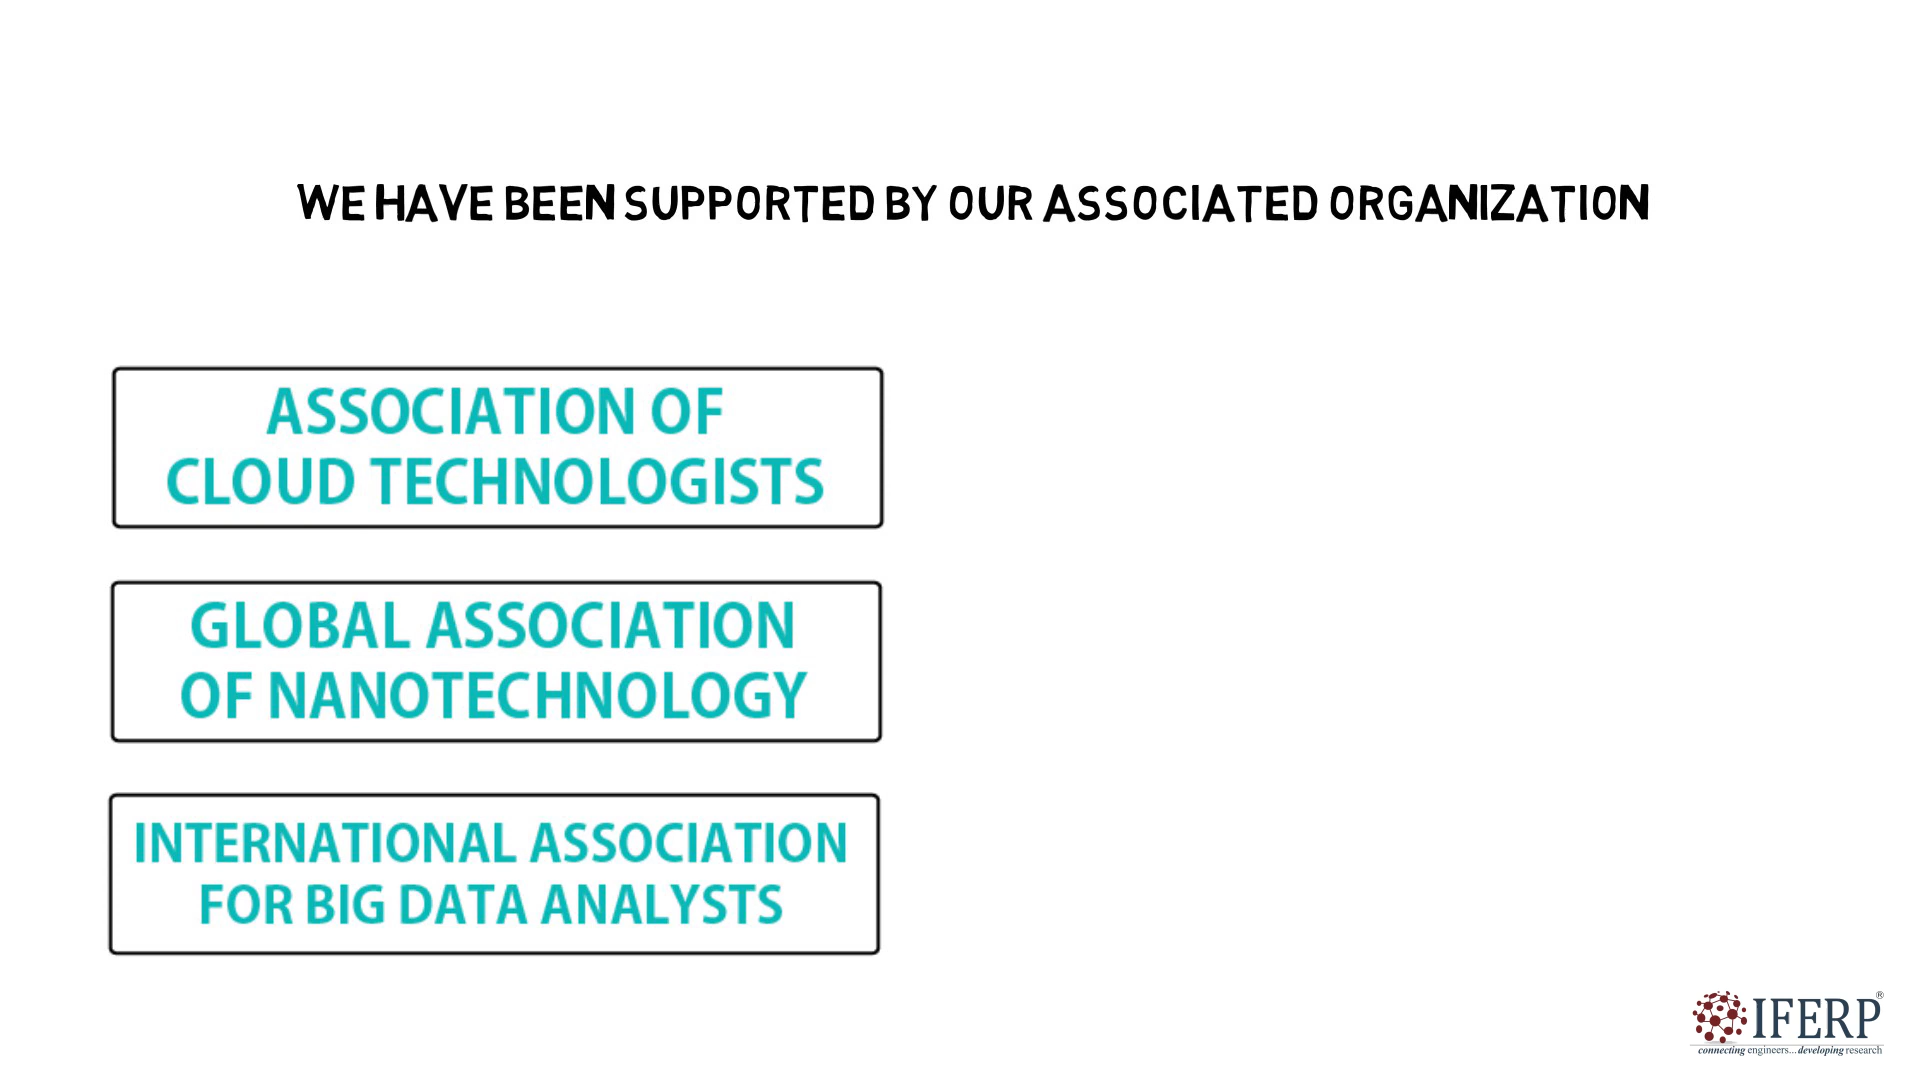 WE HAVE BEEN SUPPORTED BY OUR ASSOCIATED ORGANIZATION
ASSOCIATION OF
CLOUD TECHNOLOGISTS
GLOBAL ASSOCIATION
OF NANOTECHNOLOGY
INTERNATIONAL ASSOCIATION
FOR BIG DATA ANALYSTS
IFERP®
connecting engineers...developing research